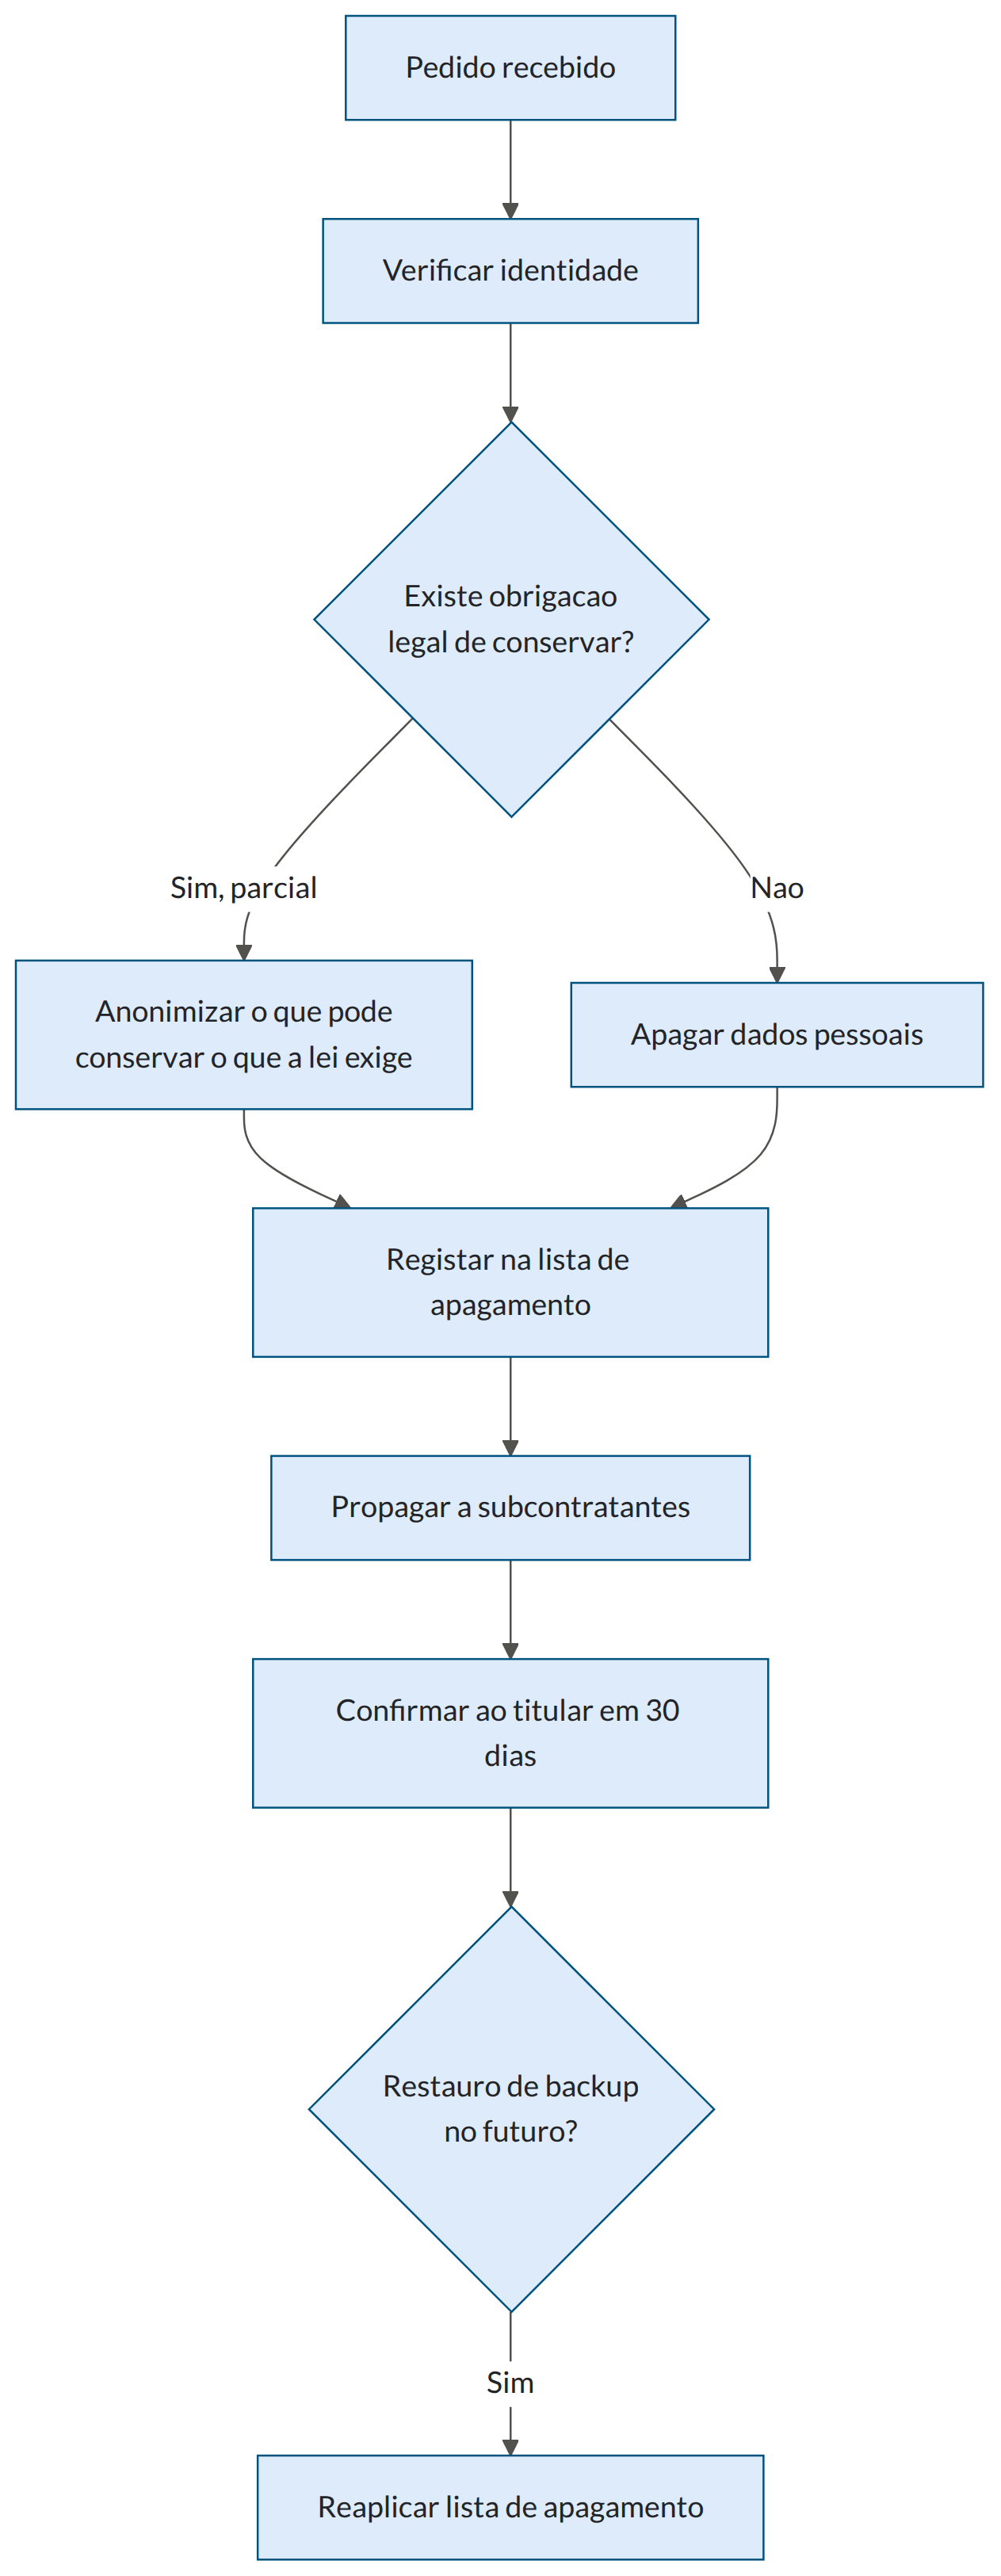 Pedido recebido
Verificar identidade
Existe obrigacao
legal de conservar?
Sim, parcial
Nao
Anonimizar o que pode
conservar o que a lei exige
Apagar dados pessoais
Registar na lista de
apagamento
Propagar a subcontratantes
Confirmar ao titular em 30
dias
Restauro de backup
no futuro?
Sim
Reaplicar lista de apagamento